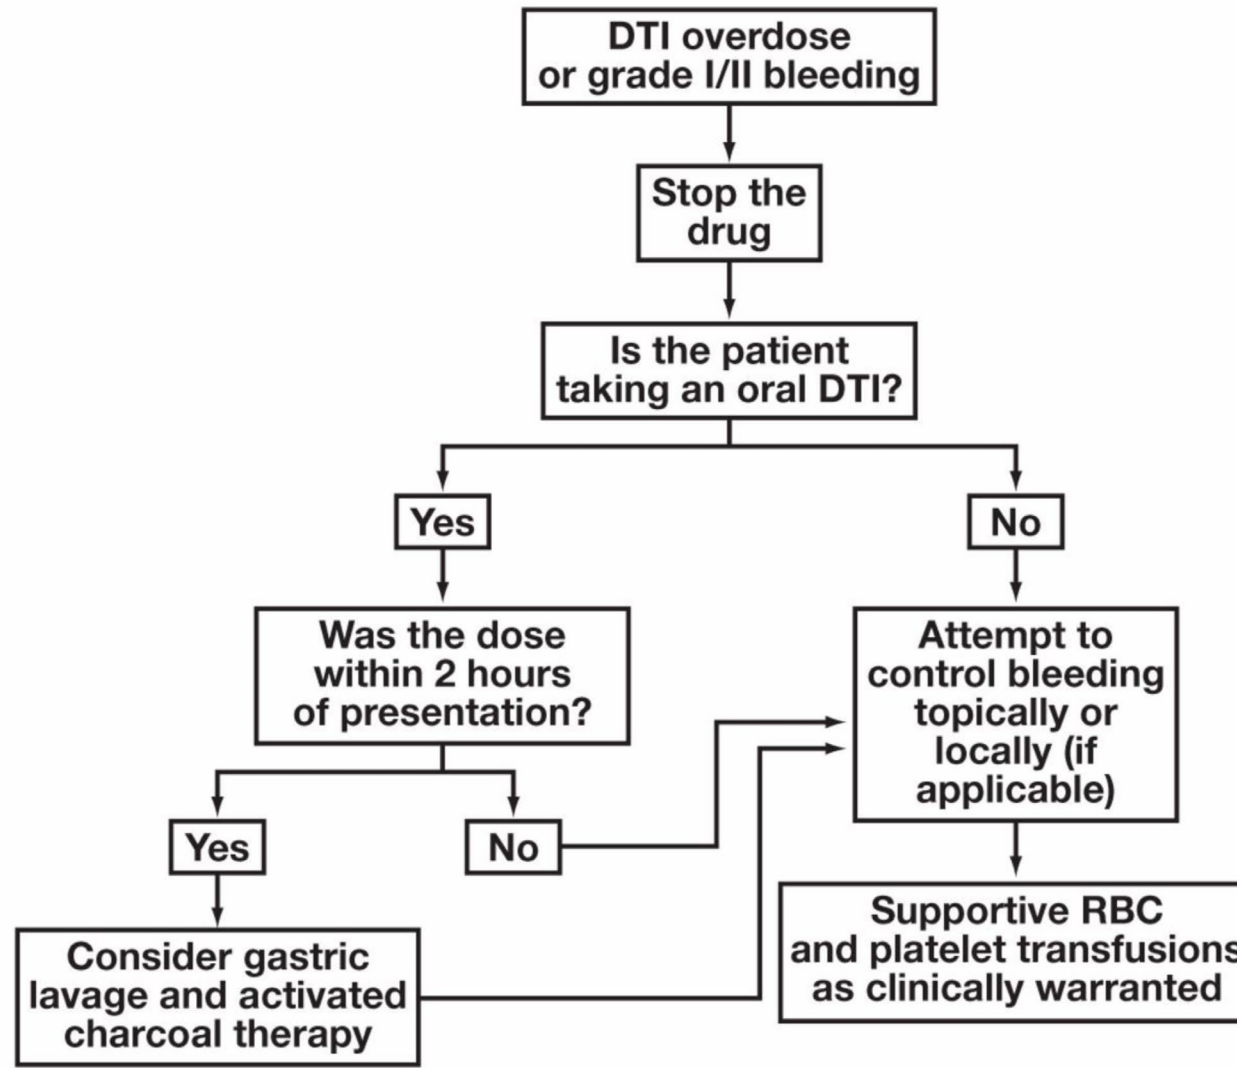 DTI overdose
or grade I/II bleeding
Stop the
drug
Is the patient
taking an oral DTI?
Yes
No
Was the dose
within 2 hours
of presentation?
Attempt to
control bleeding
topically or
locally (if
applicable)
Yes
No
Supportive RBC
and platelet transfusions
as clinically warranted
Consider gastric
lavage and activated
charcoal therapy